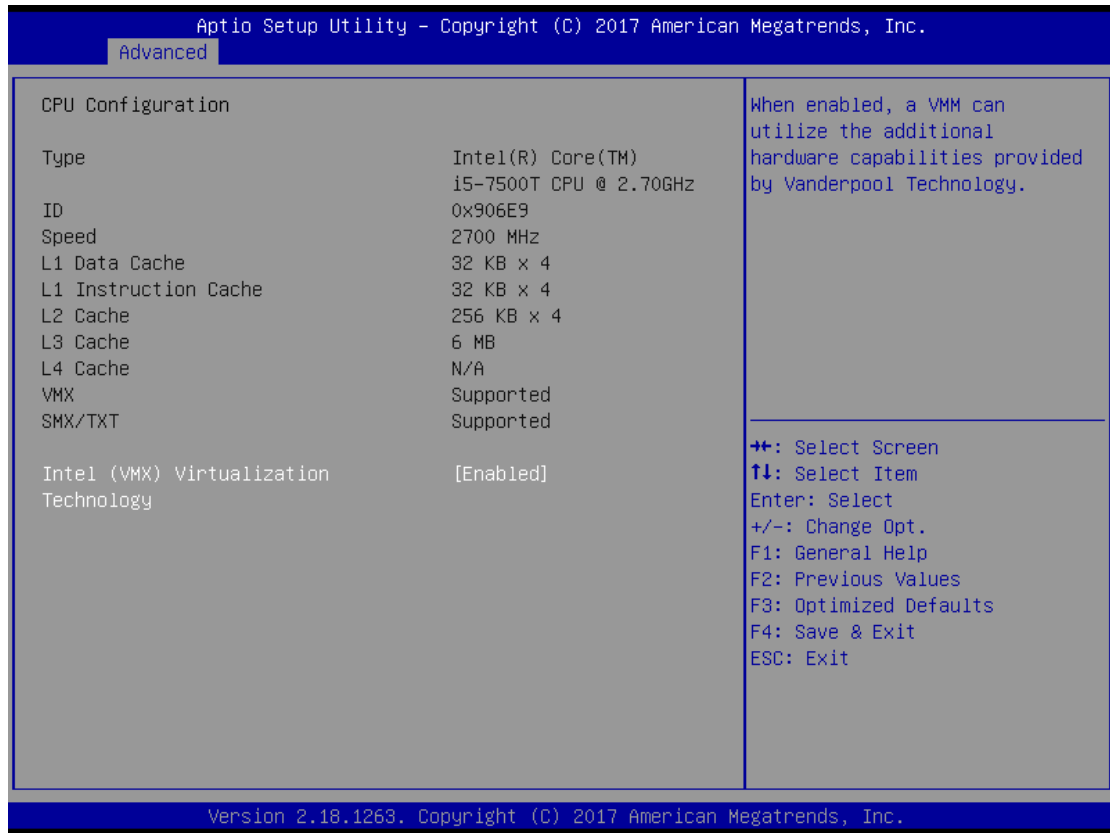 Aptio Setup Utility – Copyright (C) 2017 American Megatrends, Inc.
Advanced
CPU Configuration
Type Intel(R) Core(TM)
i5-7500T CPU @ 2.70GHz
ID 0x906E9
Speed 2700 MHz
L1 Data Cache 32 KB x 4
L1 Instruction Cache 32 KB x 4
L2 Cache 256 KB x 4
L3 Cache 6 MB
L4 Cache N/A
VMX Supported
SMX/TXT Supported
Intel (VMX) Virtualization [Enabled]
Technology
When enabled, a VMM can
utilize the additional
hardware capabilities provided
by Vanderpool Technology.
→←: Select Screen
↑↓: Select Item
Enter: Select
+/-: Change Opt.
F1: General Help
F2: Previous Values
F3: Optimized Defaults
F4: Save & Exit
ESC: Exit
Version 2.18.1263. Copyright (C) 2017 American Megatrends, Inc.